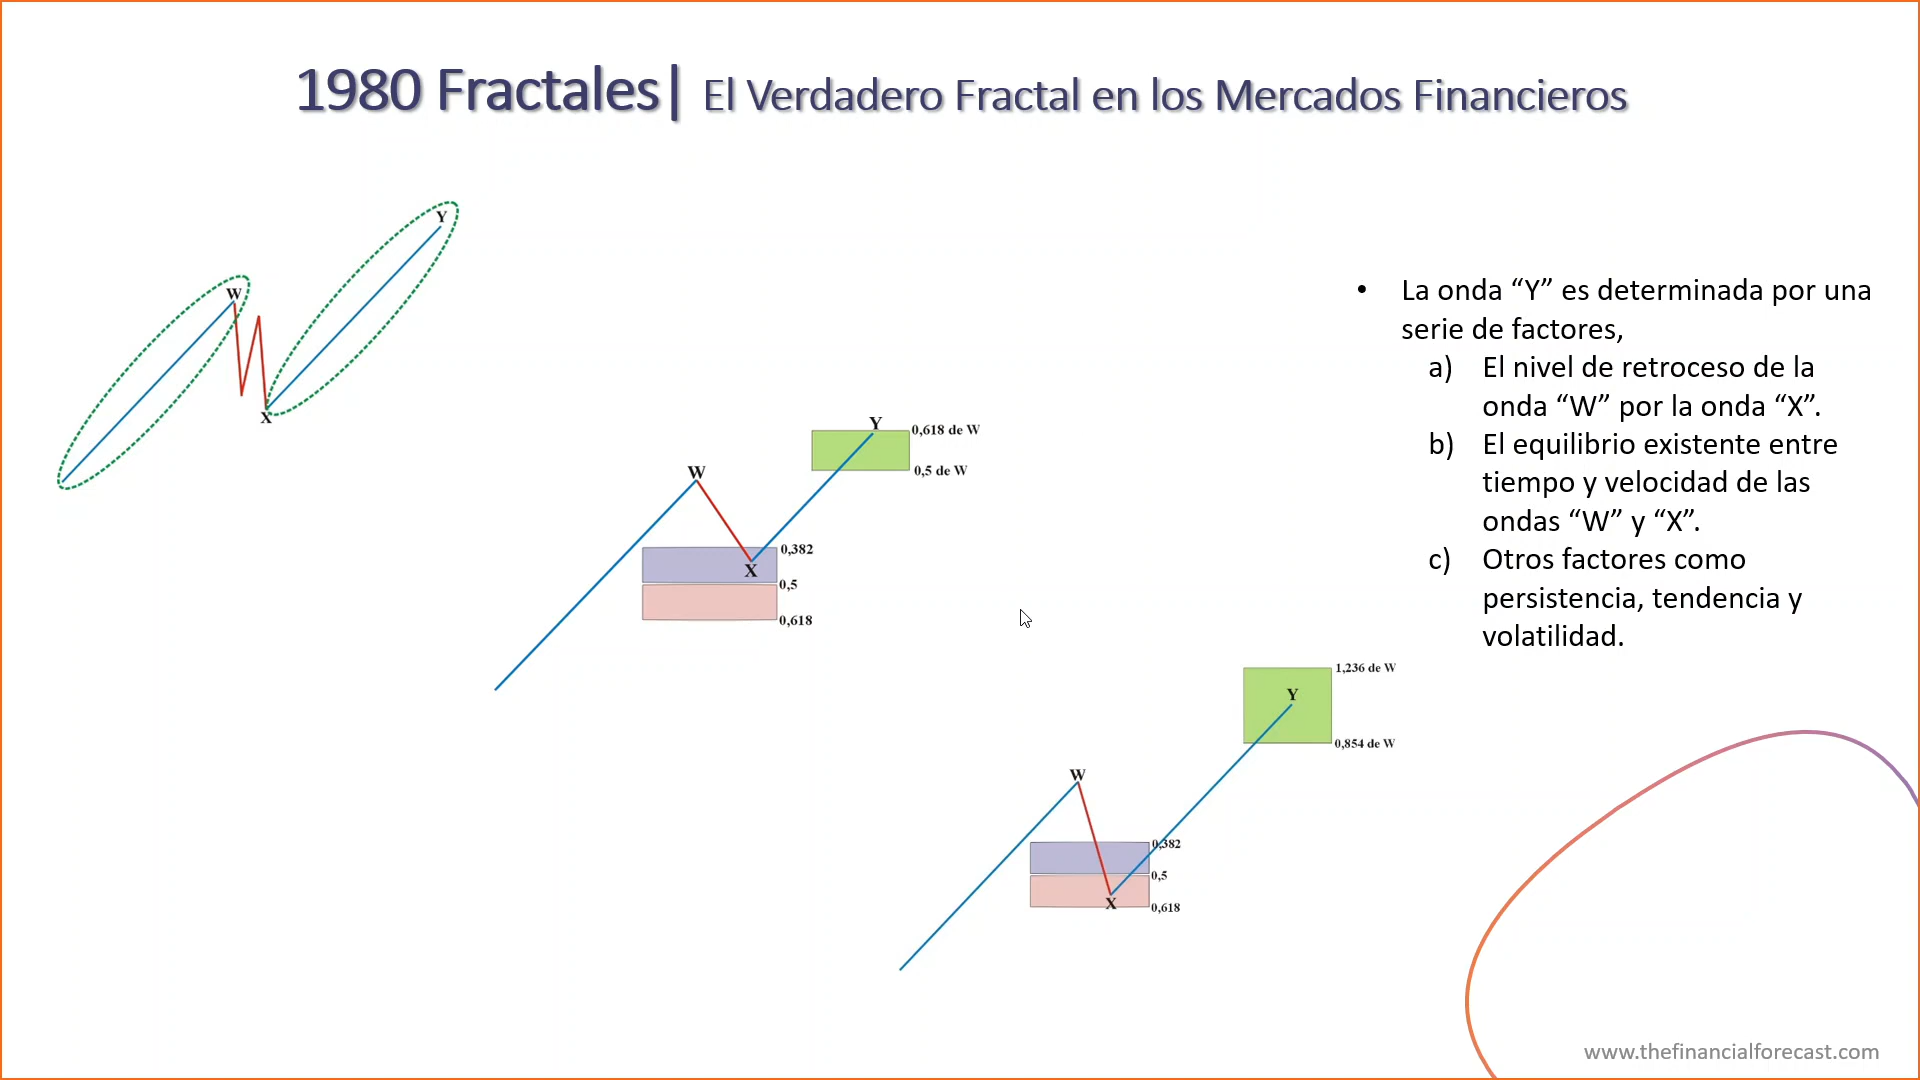 1980 Fractales| El Verdadero Fractal en los Mercados Financieros
Y
W
X
Y
0,618 de W
0,5 de W
W
0,382
X
0,5
0,618
• La onda “Y” es determinada por una
serie de factores,
a) El nivel de retroceso de la
onda “W” por la onda “X”.
b) El equilibrio existente entre
tiempo y velocidad de las
ondas “W” y “X”.
c) Otros factores como
persistencia, tendencia y
volatilidad.
1,236 de W
Y
0,854 de W
W
0,382
0,5
X
0,618
www.thefinancialforecast.com